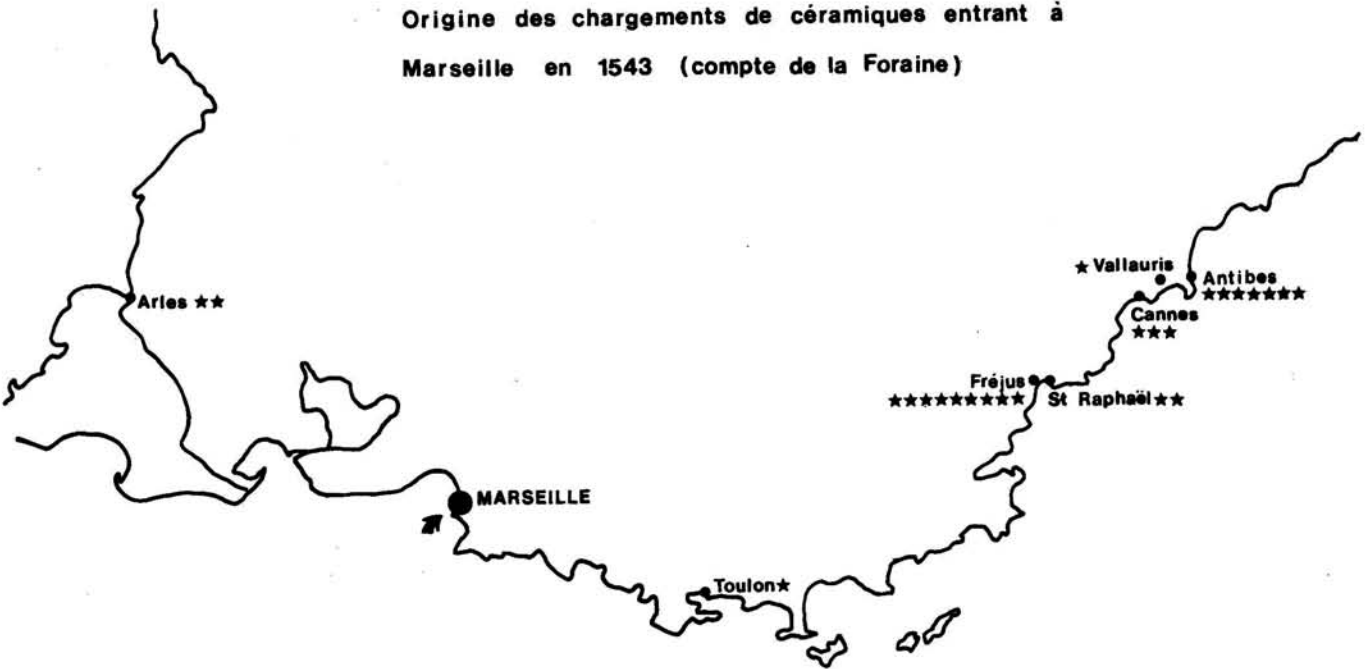 Origine des chargements de céramiques entrant à
Marseille en 1543 (compte de la Foraine)
Vallauris
Antibes
Arles
Cannes
Fréjus
St Raphaël
MARSEILLE
Toulon